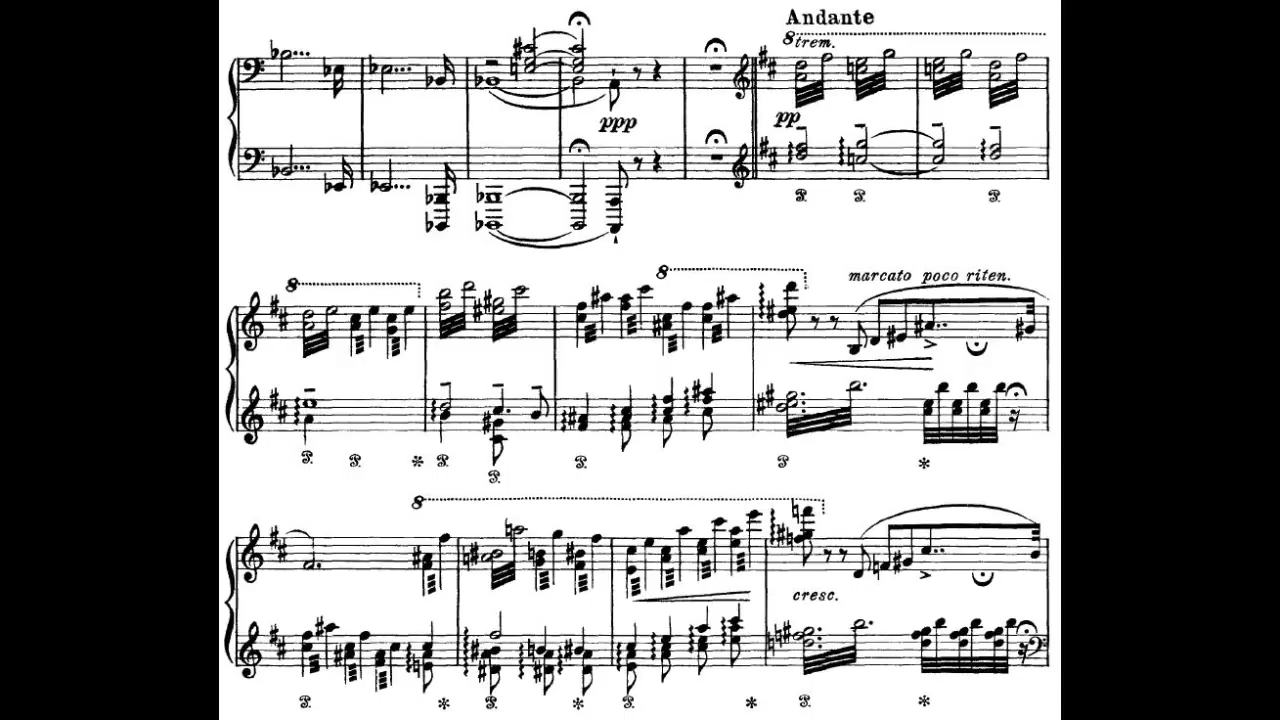 Andante
8 trem.
ppp
pp
8
8
marcato poco riten.
8
cresc.